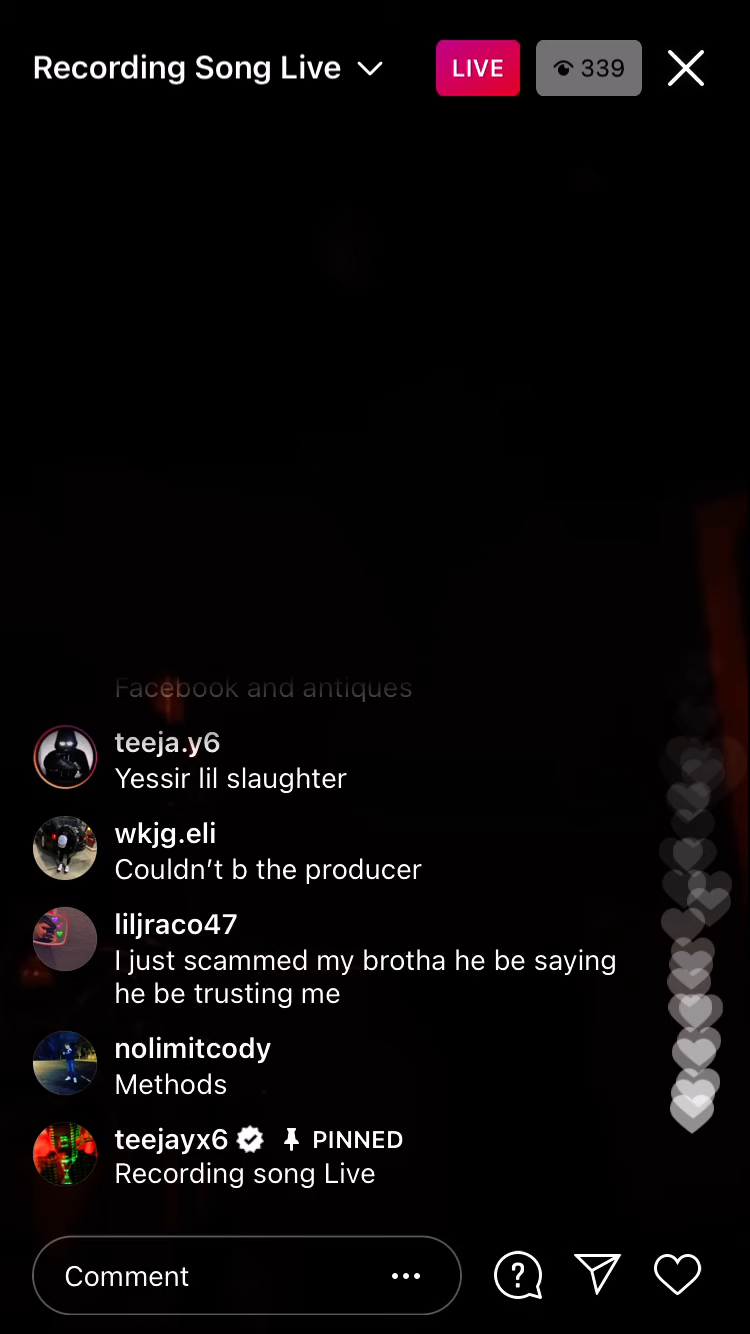 Recording Song Live
LIVE
339
Facebook and antiques
teeja.y6
Yessir lil slaughter
wkjg.eli
Couldn’t b the producer
liljraco47
I just scammed my brotha he be saying
he be trusting me
nolimitcody
Methods
teejayx6 PINNED
Recording song Live
Comment